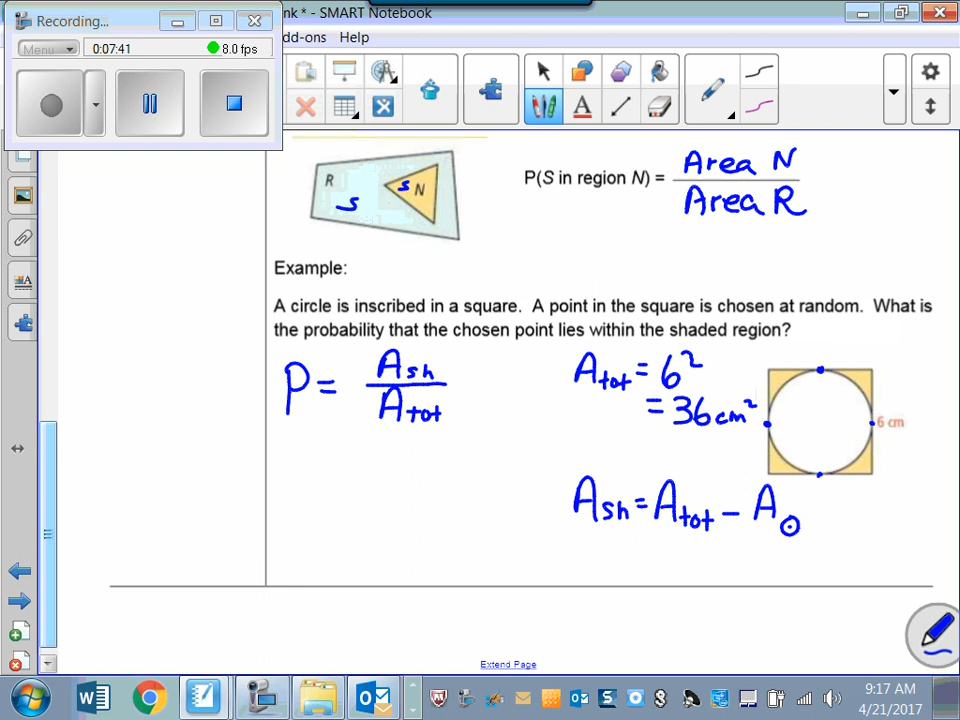 Recording...
Menu
0:07:41
8.0 fps
nk * - SMART Notebook
dd-ons Help
R
S
S
N
P(S in region N) = Area N
Area R
Example:
A circle is inscribed in a square. A point in the square is chosen at random. What is
the probability that the chosen point lies within the shaded region?
P = Ash
Atot
Atot = 6²
= 36cm²
6 cm
Ash = Atot - A⊙
Extend Page
9:17 AM
4/21/2017